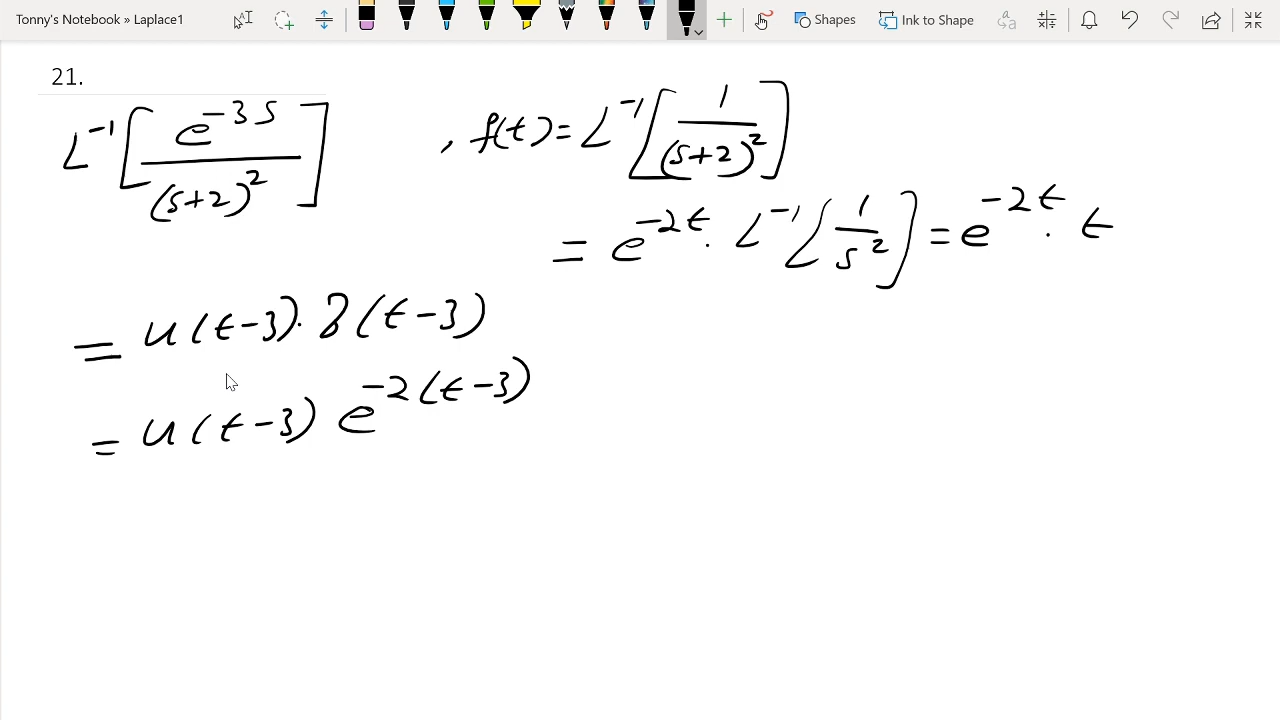 Tonny's Notebook » Laplace1
Shapes
Ink to Shape
21.
L⁻¹[e^(-3s)/(s+2)²] , f(t) = L⁻¹[1/(s+2)²]
= e^(-2t) · L⁻¹[1/s²] = e^(-2t) · t
= u(t-3) · f(t-3)
= u(t-3) e^(-2(t-3))